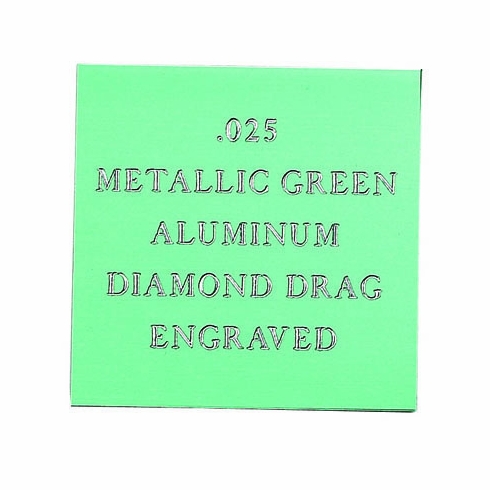 .025
METALLIC GREEN
ALUMINUM
DIAMOND DRAG
ENGRAVED